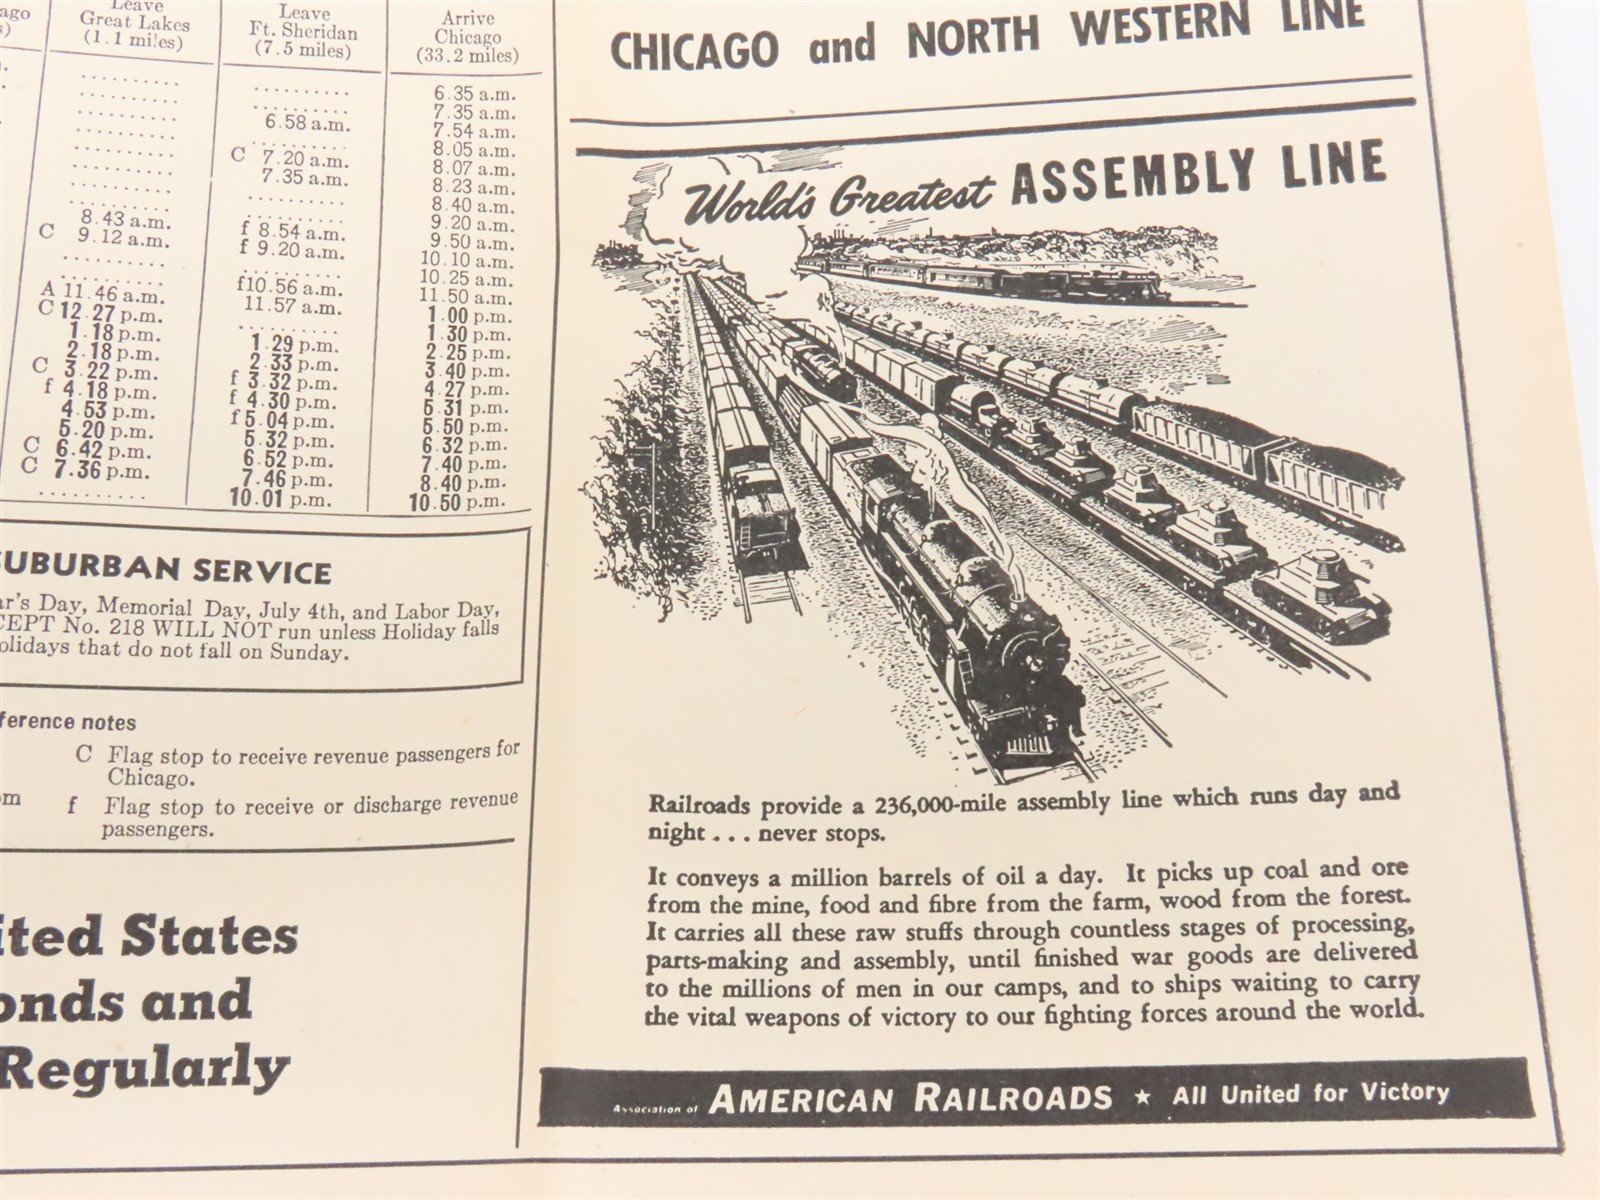 ago
s)
Leave
Great Lakes
(1.1 miles)
Leave
Ft. Sheridan
(7.5 miles)
Arrive
Chicago
(33.2 miles)
..........
..........
..........
..........
..........
..........
..........
8.43 a.m.
C 9.12 a.m.
..........
..........
A 11.46 a.m.
C 12.27 p.m.
1.18 p.m.
2.18 p.m.
C 3.22 p.m.
f 4.18 p.m.
4.53 p.m.
5.20 p.m.
C 6.42 p.m.
C 7.36 p.m.
..........
..........
..........
6.58 a.m.
..........
C 7.20 a.m.
7.35 a.m.
..........
..........
f 8.54 a.m.
f 9.20 a.m.
..........
f10.56 a.m.
11.57 a.m.
..........
1.29 p.m.
2.33 p.m.
f 3.32 p.m.
f 4.30 p.m.
f 5.04 p.m.
5.32 p.m.
6.52 p.m.
7.46 p.m.
10.01 p.m.
6.35 a.m.
7.35 a.m.
7.54 a.m.
8.05 a.m.
8.07 a.m.
8.23 a.m.
8.40 a.m.
9.20 a.m.
9.50 a.m.
10.10 a.m.
10.25 a.m.
11.50 a.m.
1.00 p.m.
1.30 p.m.
2.25 p.m.
3.40 p.m.
4.27 p.m.
5.31 p.m.
5.50 p.m.
6.32 p.m.
7.40 p.m.
8.40 p.m.
10.50 p.m.
SUBURBAN SERVICE
ar's Day, Memorial Day, July 4th, and Labor Day,
CEPT No. 218 WILL NOT run unless Holiday falls
olidays that do not fall on Sunday.
ference notes
C Flag stop to receive revenue passengers for
Chicago.
om
f Flag stop to receive or discharge revenue
passengers.
ited States
onds and
Regularly
CHICAGO and NORTH WESTERN LINE
World's Greatest ASSEMBLY LINE
Railroads provide a 236,000-mile assembly line which runs day and
night . . . never stops.
It conveys a million barrels of oil a day. It picks up coal and ore
from the mine, food and fibre from the farm, wood from the forest.
It carries all these raw stuffs through countless stages of processing,
parts-making and assembly, until finished war goods are delivered
to the millions of men in our camps, and to ships waiting to carry
the vital weapons of victory to our fighting forces around the world.
Association of AMERICAN RAILROADS ★ All United for Victory